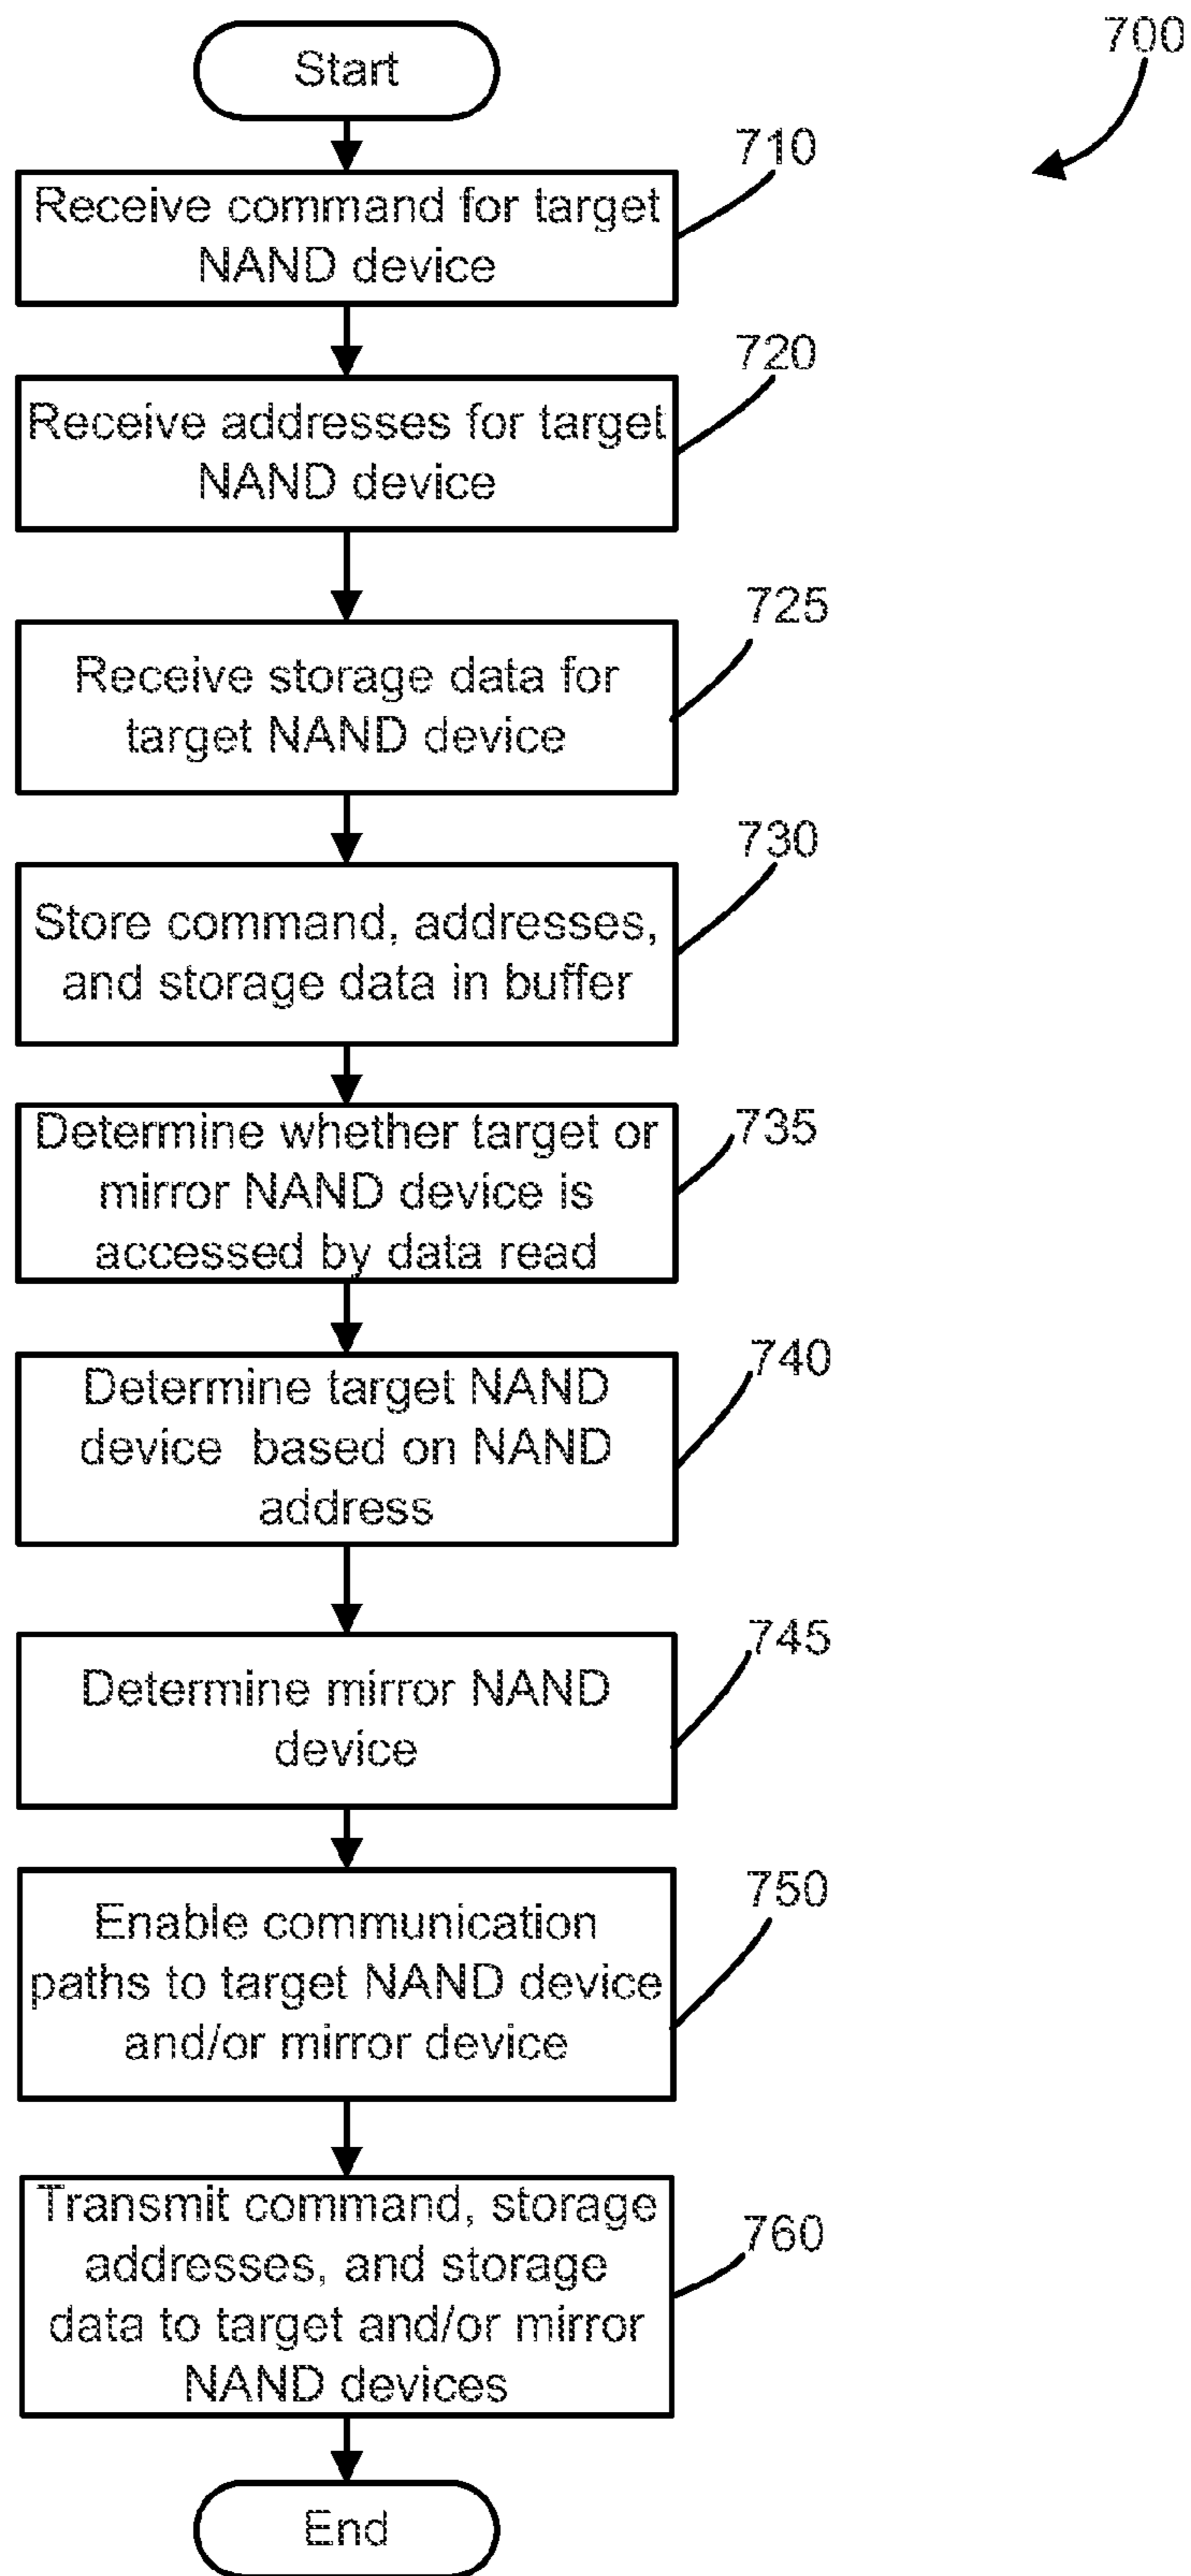 700
Start
710
Receive command for target
NAND device
720
Receive addresses for target
NAND device
725
Receive storage data for
target NAND device
730
Store command, addresses,
and storage data in buffer
735
Determine whether target or
mirror NAND device is
accessed by data read
740
Determine target NAND
device based on NAND
address
745
Determine mirror NAND
device
750
Enable communication
paths to target NAND device
and/or mirror device
760
Transmit command, storage
addresses, and storage
data to target and/or mirror
NAND devices
End